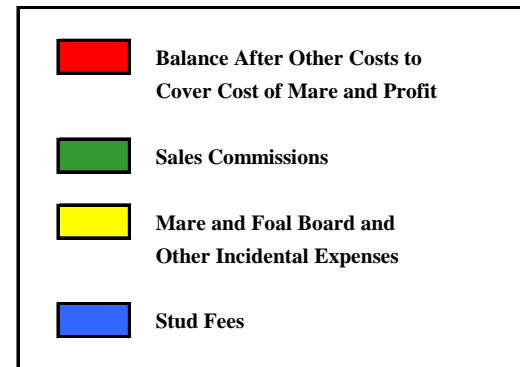 Balance After Other Costs to
Cover Cost of Mare and Profit
Sales Commissions
Mare and Foal Board and
Other Incidental Expenses
Stud Fees